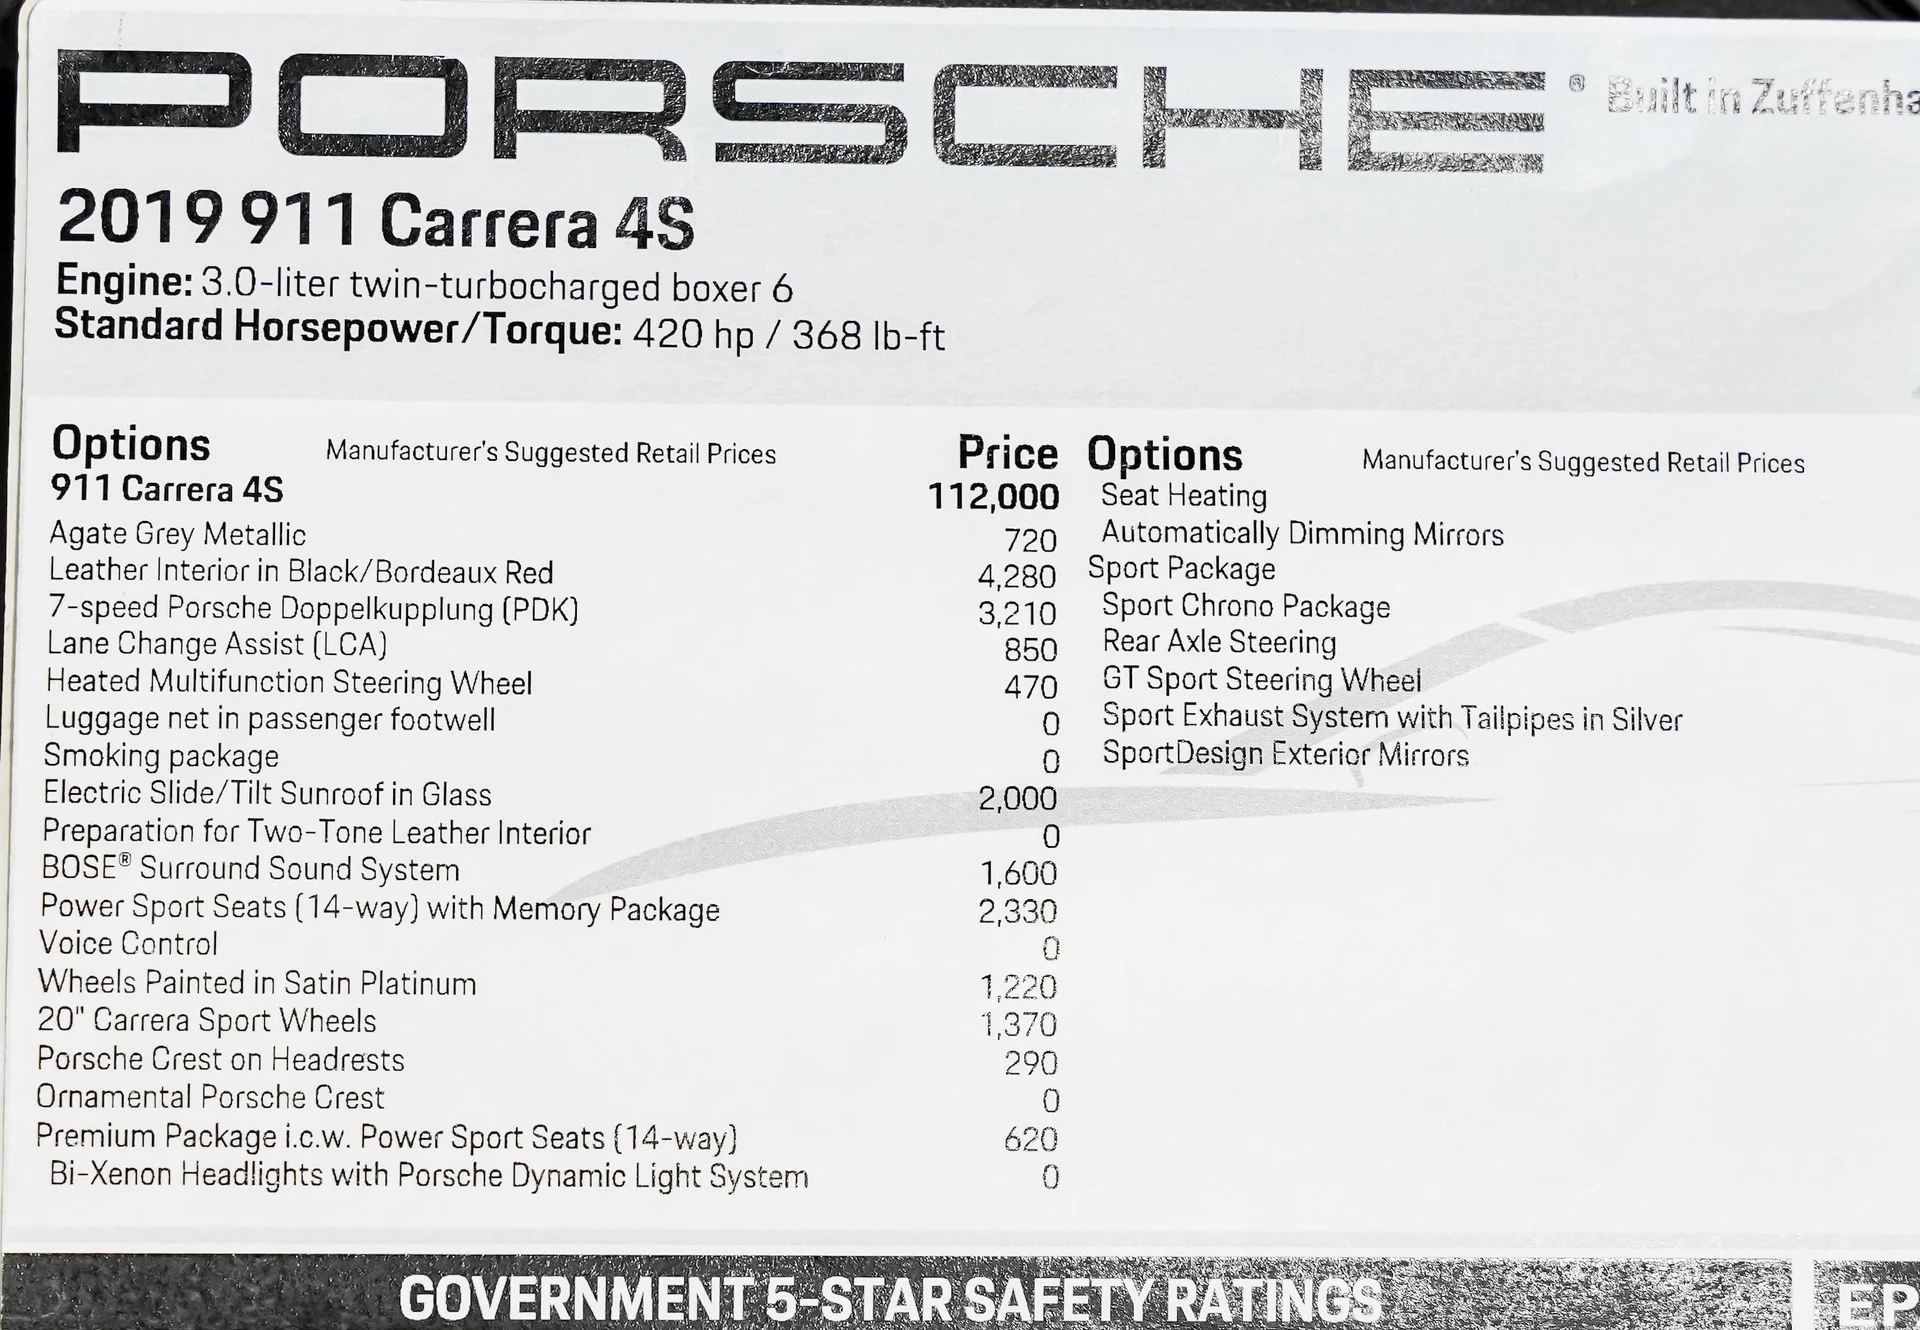 PORSCHE ® Built in
2019 911 Carrera 4S
Engine: 3.0-liter twin-turbocharged boxer 6
Standard Horsepower/Torque: 420 hp / 368 lb-ft
Options Manufacturer's Suggested Retail Prices Price
911 Carrera 4S 112,000
Agate Grey Metallic 720
Leather Interior in Black/Bordeaux Red 4,280
7-speed Porsche Doppelkupplung (PDK) 3,210
Lane Change Assist (LCA) 850
Heated Multifunction Steering Wheel 470
Luggage net in passenger footwell 0
Smoking package 0
Electric Slide/Tilt Sunroof in Glass 2,000
Preparation for Two-Tone Leather Interior 0
BOSE® Surround Sound System 1,600
Power Sport Seats (14-way) with Memory Package 2,330
Voice Control 0
Wheels Painted in Satin Platinum 1,220
20" Carrera Sport Wheels 1,370
Porsche Crest on Headrests 290
Ornamental Porsche Crest 0
Premium Package i.c.w. Power Sport Seats (14-way) 620
Bi-Xenon Headlights with Porsche Dynamic Light System 0
Options Manufacturer's Suggested Retail Prices
Seat Heating
Automatically Dimming Mirrors
Sport Package
Sport Chrono Package
Rear Axle Steering
GT Sport Steering Wheel
Sport Exhaust System with Tailpipes in Silver
SportDesign Exterior Mirrors
GOVERNMENT 5-STAR SAFETY RATINGS